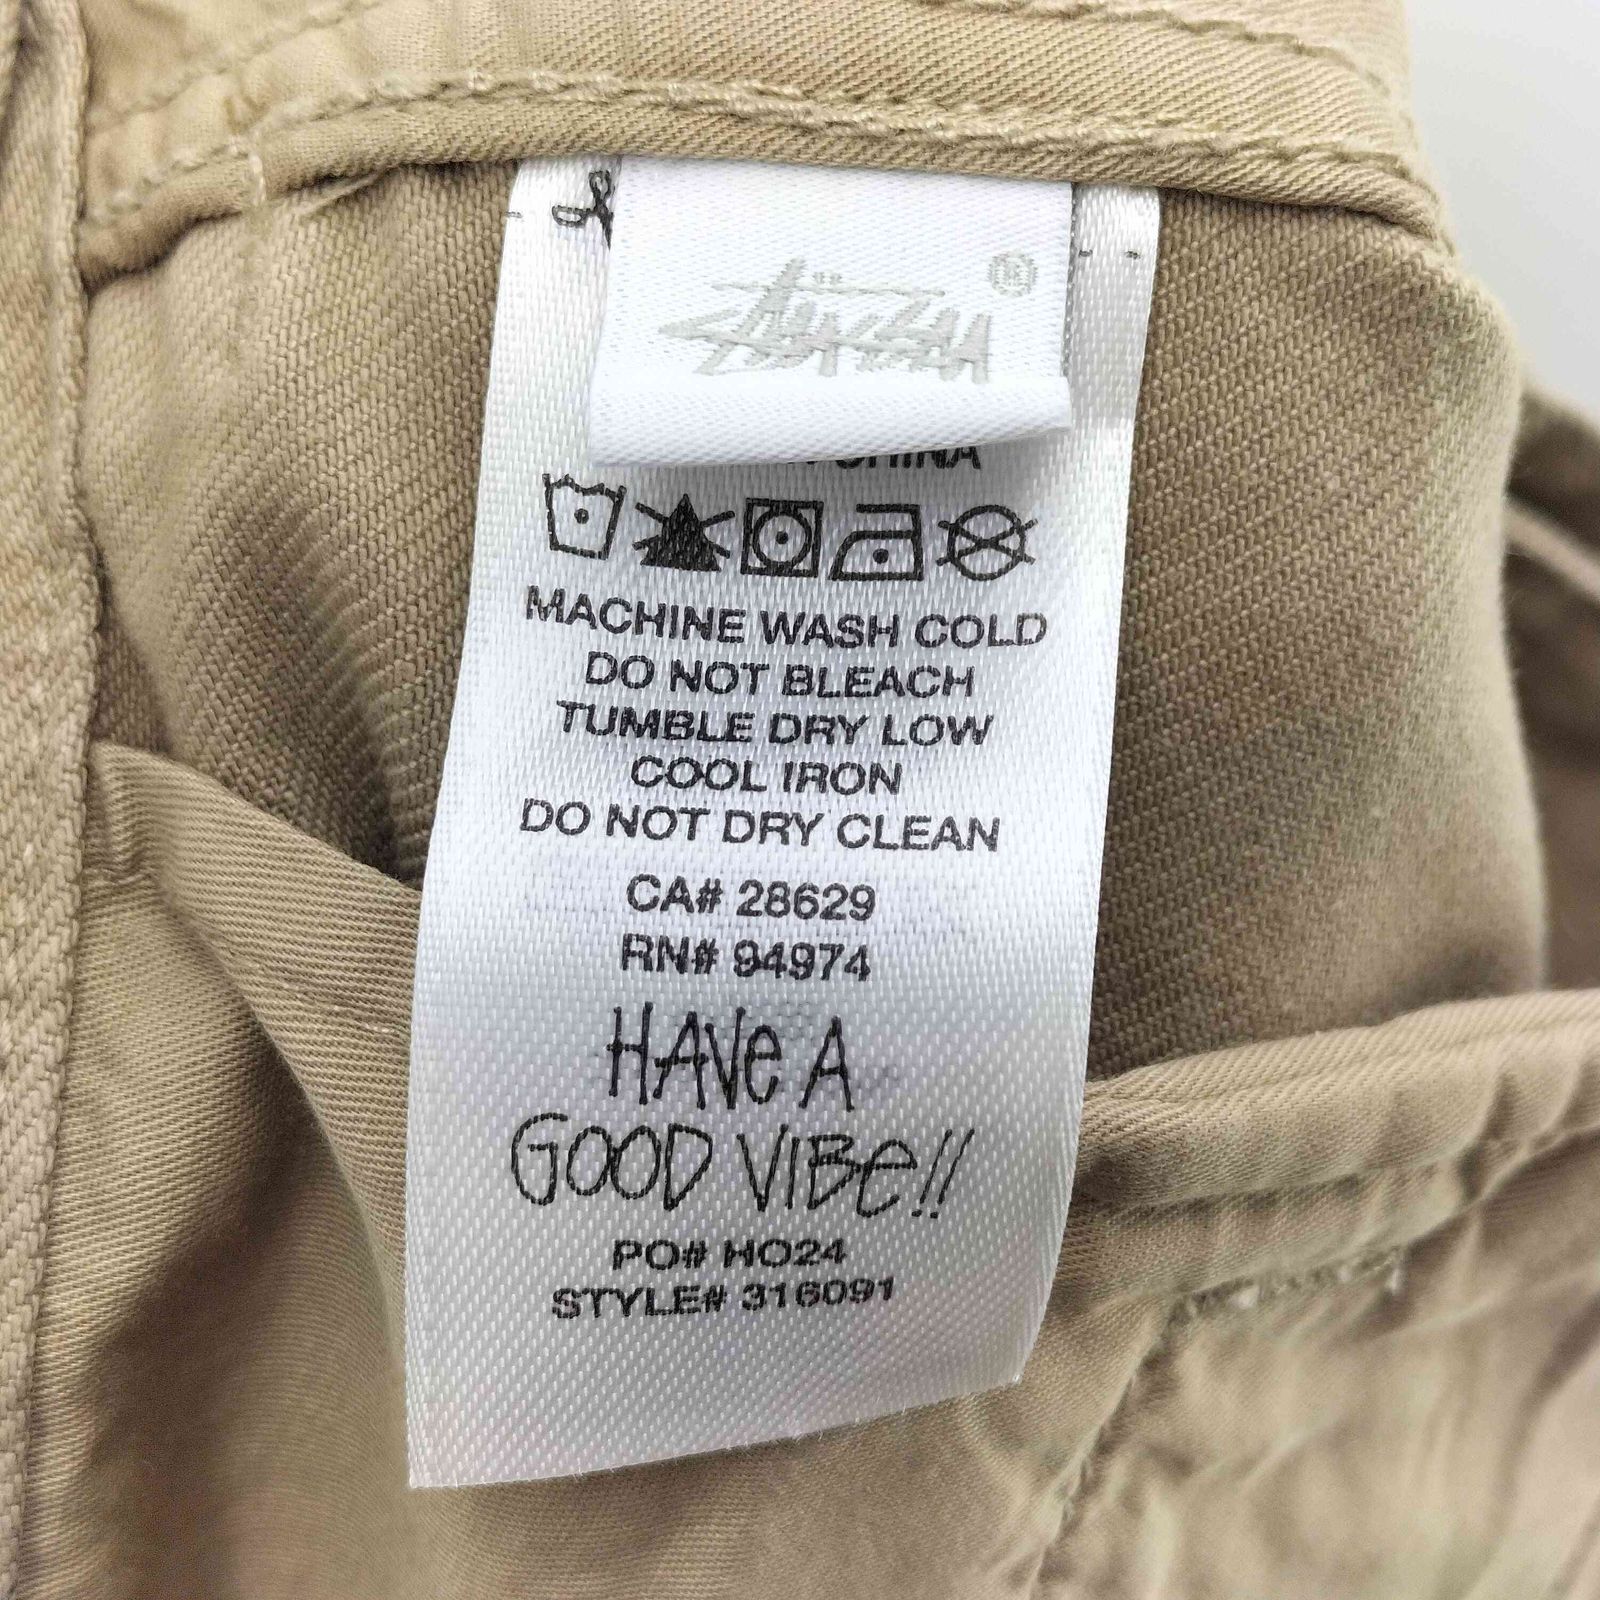 Stüssy ®
CHINA
MACHINE WASH COLD
DO NOT BLEACH
TUMBLE DRY LOW
COOL IRON
DO NOT DRY CLEAN
CA# 28629
RN# 94974
HAVe A
GOOD VIBe!!
PO# HO24
STYLE# 316091